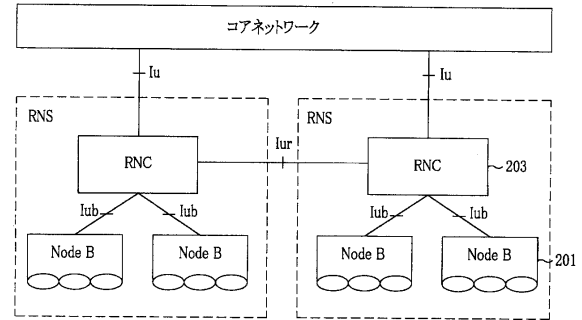 コアネットワーク
Iu
Iu
RNS
RNS
Iur
RNC
RNC
203
Iub
Iub
Iub
Iub
Node B
Node B
Node B
Node B
201